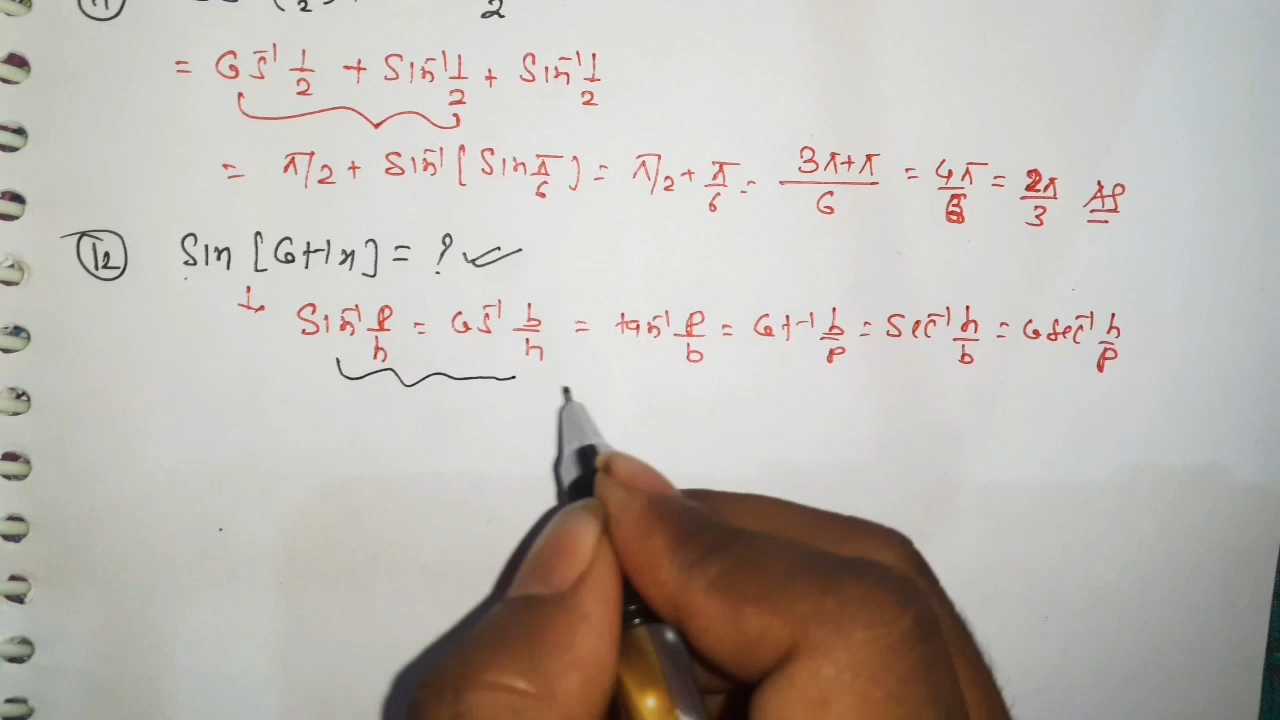 11
= Cos⁻¹ 1/2 + Sin⁻¹ 1/2 + Sin⁻¹ 1/2
= π/2 + Sin⁻¹ [Sin π/6] = π/2 + π/6 = 3π+π/6 = 4π/6 = 2π/3 As
12 Sin [Cot⁻¹x] = ?
Sin⁻¹ p/h = Cos⁻¹ b/h = tan⁻¹ p/b = Cot⁻¹ b/p = Sec⁻¹ h/b = Cosec⁻¹ h/p